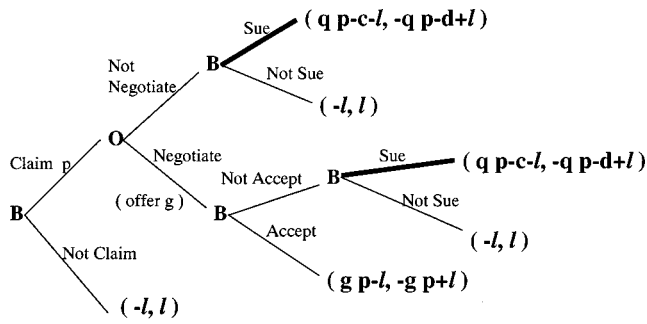 Sue
( q p-c-l, -q p-d+l)
Not
Negotiate
B
Not Sue
( -l, l )
O
Claim p
Negotiate
Sue
( q p-c-l, -q p-d+l)
Not Accept
B
( offer g )
B
B
Not Sue
Accept
( -l, l )
Not Claim
( g p-l, -g p+l)
( -l, l )